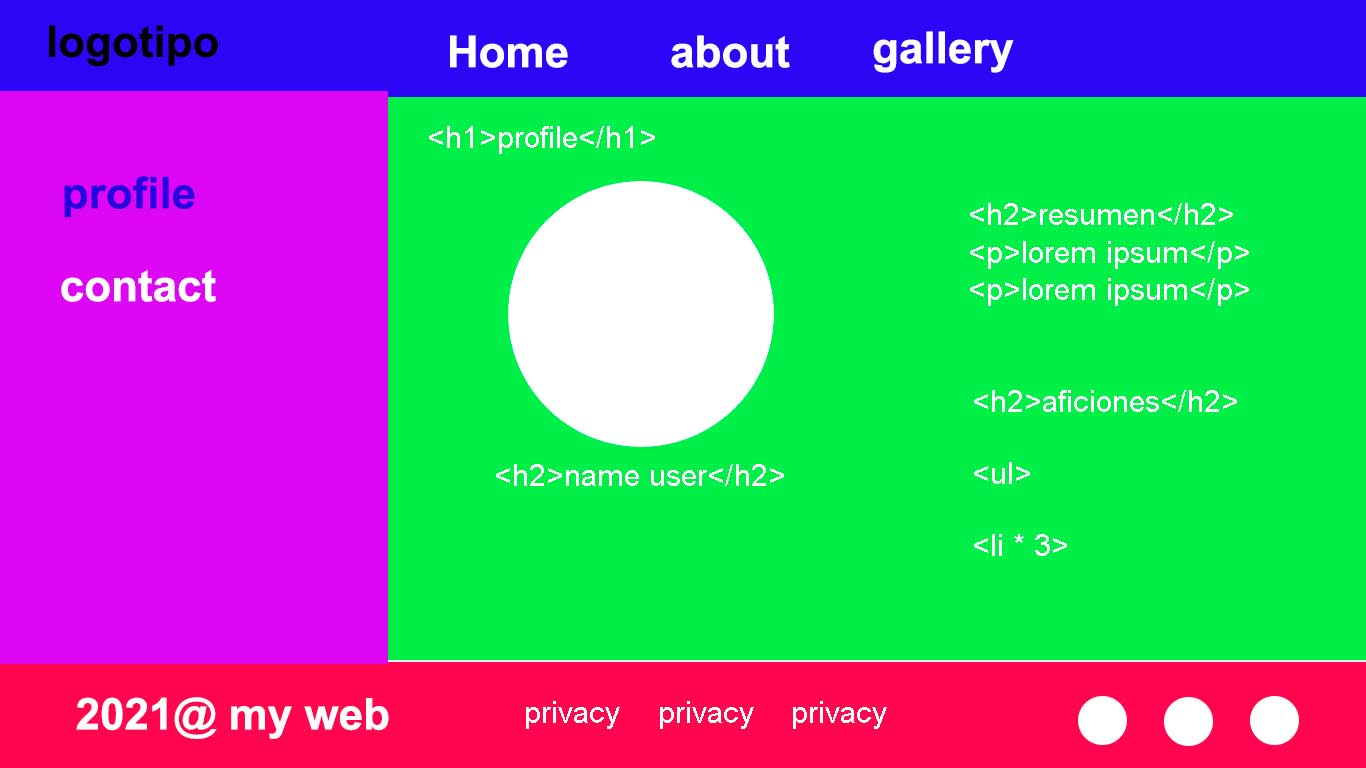 logotipo
Home about gallery
profile
contact
<h1>profile</h1>
<h2>name user</h2>
<h2>resumen</h2>
<p>lorem ipsum</p>
<p>lorem ipsum</p>
<h2>aficiones</h2>
<ul>
<li * 3>
2021@ my web
privacy privacy privacy